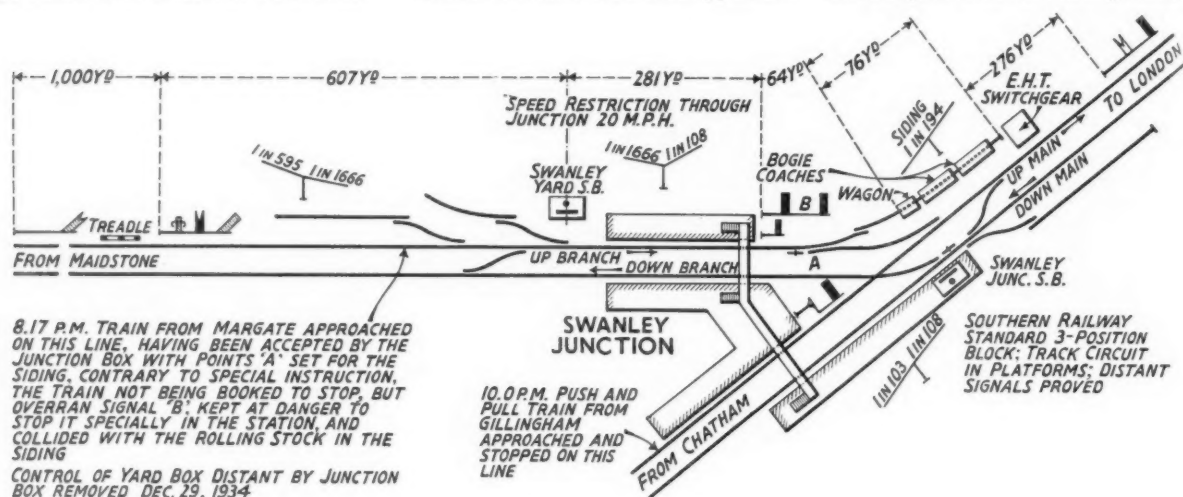 1,000YD
607YD
281YD
64YD
76YD
276YD
M
TO LONDON
E.H.T.
SWITCHGEAR
SPEED RESTRICTION THROUGH
JUNCTION 20 M.P.H.
SIDING
1 IN 194
UP MAIN
DOWN MAIN
1 IN 595
1 IN 1666
1 IN 1666
1 IN 108
SWANLEY
YARD S.B.
BOGIE
COACHES
WAGON
B
TREADLE
FROM MAIDSTONE
UP BRANCH
DOWN BRANCH
A
SWANLEY
JUNC. S.B.
SWANLEY
JUNCTION
8.17 P.M. TRAIN FROM MARGATE APPROACHED
ON THIS LINE, HAVING BEEN ACCEPTED BY THE
JUNCTION BOX WITH POINTS 'A' SET FOR THE
SIDING, CONTRARY TO SPECIAL INSTRUCTION,
THE TRAIN NOT BEING BOOKED TO STOP, BUT
OVERRAN SIGNAL 'B', KEPT AT DANGER TO
STOP IT SPECIALLY IN THE STATION, AND
COLLIDED WITH THE ROLLING STOCK IN THE
SIDING
CONTROL OF YARD BOX DISTANT BY JUNCTION
BOX REMOVED DEC. 29, 1934
10.0 P.M. PUSH AND
PULL TRAIN FROM
GILLINGHAM
APPROACHED AND
STOPPED ON THIS
LINE
FROM CHATHAM
1 IN 103
1 IN 108
SOUTHERN RAILWAY
STANDARD 3-POSITION
BLOCK; TRACK CIRCUIT
IN PLATFORMS; DISTANT
SIGNALS PROVED